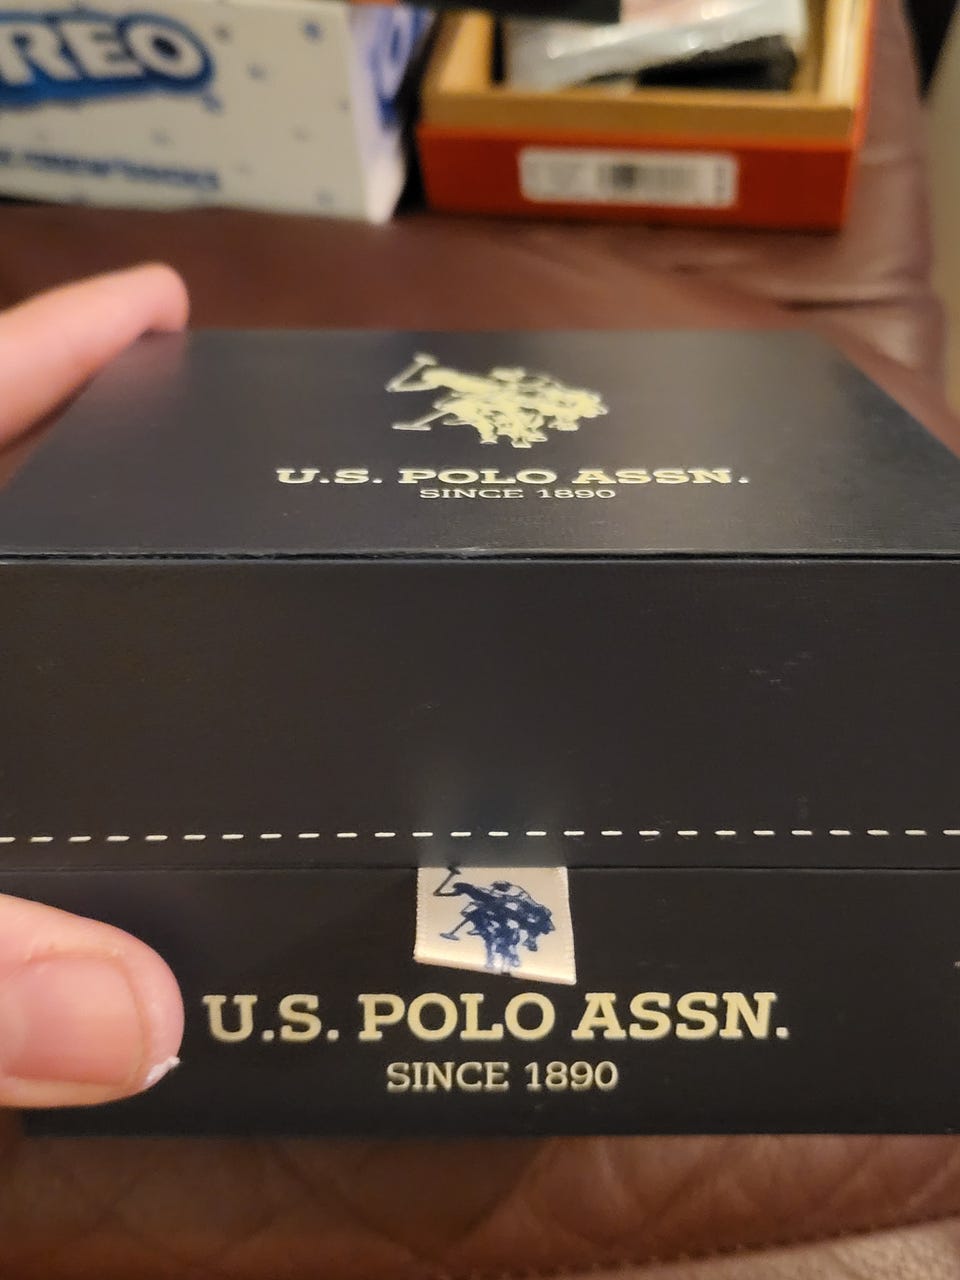 REO
U.S. POLO ASSN.
SINCE 1890
U.S. POLO ASSN.
SINCE 1890